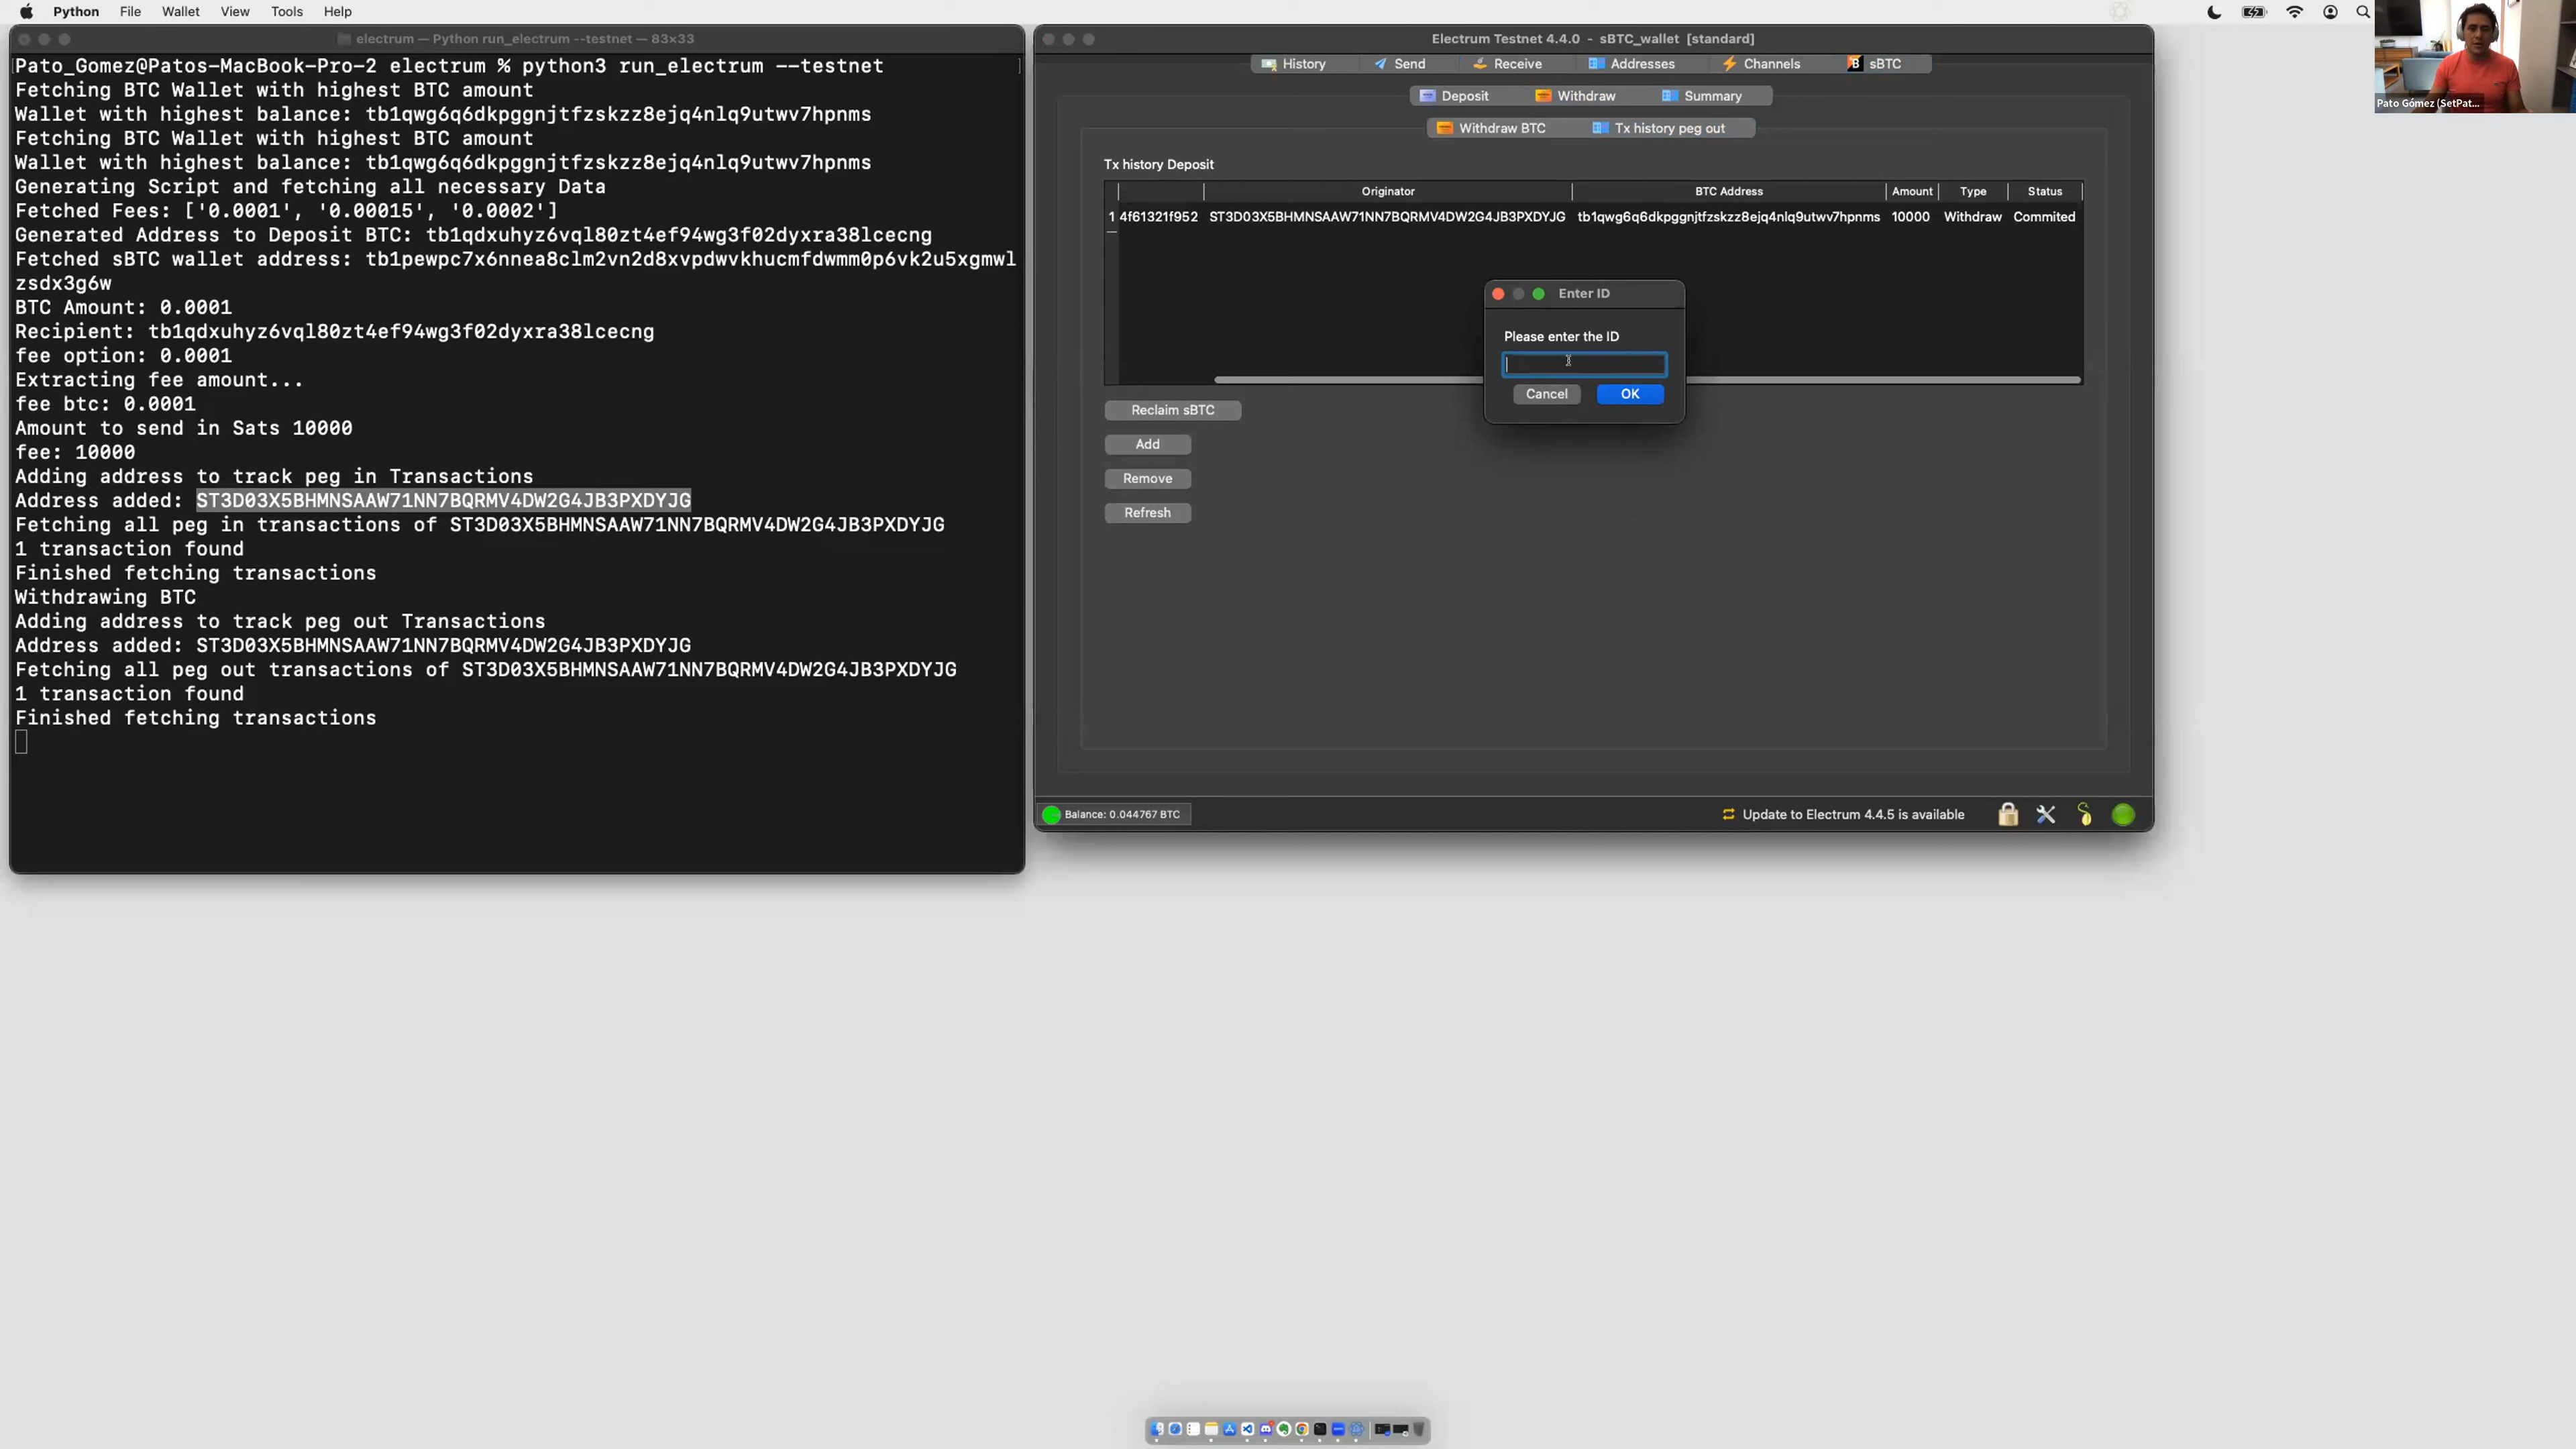 Python File Wallet View Tools Help
electrum — Python run_electrum --testnet — 83×33
Pato_Gomez@Patos-MacBook-Pro-2 electrum % python3 run_electrum --testnet
Fetching BTC Wallet with highest BTC amount
Wallet with highest balance: tb1qwg6q6dkpggnjtfzskzz8ejq4nlq9utwv7hpnms
Fetching BTC Wallet with highest BTC amount
Wallet with highest balance: tb1qwg6q6dkpggnjtfzskzz8ejq4nlq9utwv7hpnms
Generating Script and fetching all necessary Data
Fetched Fees: ['0.0001', '0.00015', '0.0002']
Generated Address to Deposit BTC: tb1qdxuhyz6vql80zt4ef94wg3f02dyxra38lcecng
Fetched sBTC wallet address: tb1pewpc7x6nnea8clm2vn2d8xvpdwvkhucmfdwmm0p6vk2u5xgmwl
zsdx3g6w
BTC Amount: 0.0001
Recipient: tb1qdxuhyz6vql80zt4ef94wg3f02dyxra38lcecng
fee option: 0.0001
Extracting fee amount...
fee btc: 0.0001
Amount to send in Sats 10000
fee: 10000
Adding address to track peg in Transactions
Address added: ST3D03X5BHMNSAAW71NN7BQRMV4DW2G4JB3PXDYJG
Fetching all peg in transactions of ST3D03X5BHMNSAAW71NN7BQRMV4DW2G4JB3PXDYJG
1 transaction found
Finished fetching transactions
Withdrawing BTC
Adding address to track peg out Transactions
Address added: ST3D03X5BHMNSAAW71NN7BQRMV4DW2G4JB3PXDYJG
Fetching all peg out transactions of ST3D03X5BHMNSAAW71NN7BQRMV4DW2G4JB3PXDYJG
1 transaction found
Finished fetching transactions
Electrum Testnet 4.4.0 - sBTC_wallet [standard]
History Send Receive Addresses Channels sBTC
Deposit Withdraw Summary
Withdraw BTC Tx history peg out
Tx history Deposit
Originator BTC Address Amount Type Status
1 4f61321f952 ST3D03X5BHMNSAAW71NN7BQRMV4DW2G4JB3PXDYJG tb1qwg6q6dkpggnjtfzskzz8ejq4nlq9utwv7hpnms 10000 Withdraw Commited
Enter ID
Please enter the ID
Cancel OK
Reclaim sBTC
Add
Remove
Refresh
Balance: 0.044767 BTC
Update to Electrum 4.4.5 is available
Pato Gómez (SetPat...